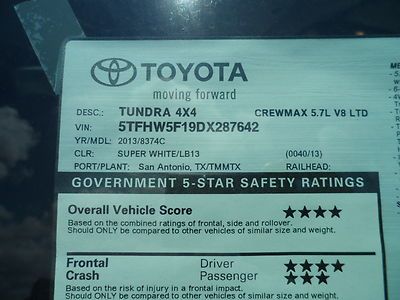 TOYOTA
moving forward
DESC.: TUNDRA 4X4 CREWMAX 5.7L V8 LTD
VIN: 5TFHW5F19DX287642
YR/MDL: 2013/8374C
CLR: SUPER WHITE/LB13 (0040/13)
PORT/PLANT: San Antonio, TX/TMMTX RAILHEAD:
GOVERNMENT 5-STAR SAFETY RATINGS
Overall Vehicle Score ★★★★
Based on the combined ratings of frontal, side and rollover.
Should ONLY be compared to other vehicles of similar size and weight.
Frontal Driver ★★★★
Crash Passenger ★★★★
Based on the risk of injury in a frontal impact.
Should ONLY be compared to other vehicles of similar size and weight.